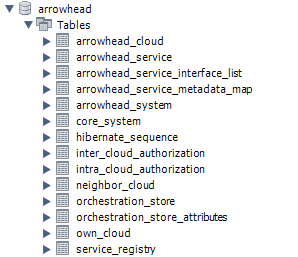 arrowhead
Tables
arrowhead_cloud
arrowhead_service
arrowhead_service_interface_list
arrowhead_service_metadata_map
arrowhead_system
core_system
hibernate_sequence
inter_cloud_authorization
intra_cloud_authorization
neighbor_cloud
orchestration_store
orchestration_store_attributes
own_cloud
service_registry